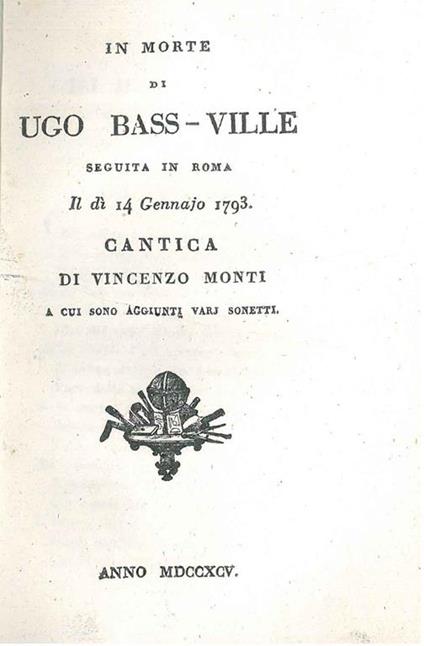 IN MORTE
DI
UGO BASS-VILLE
SEGUITA IN ROMA
Il dì 14 Gennajo 1793.
CANTICA
DI VINCENZO MONTI
A CUI SONO AGGIUNTI VARJ SONETTI.
ANNO MDCCXCV.